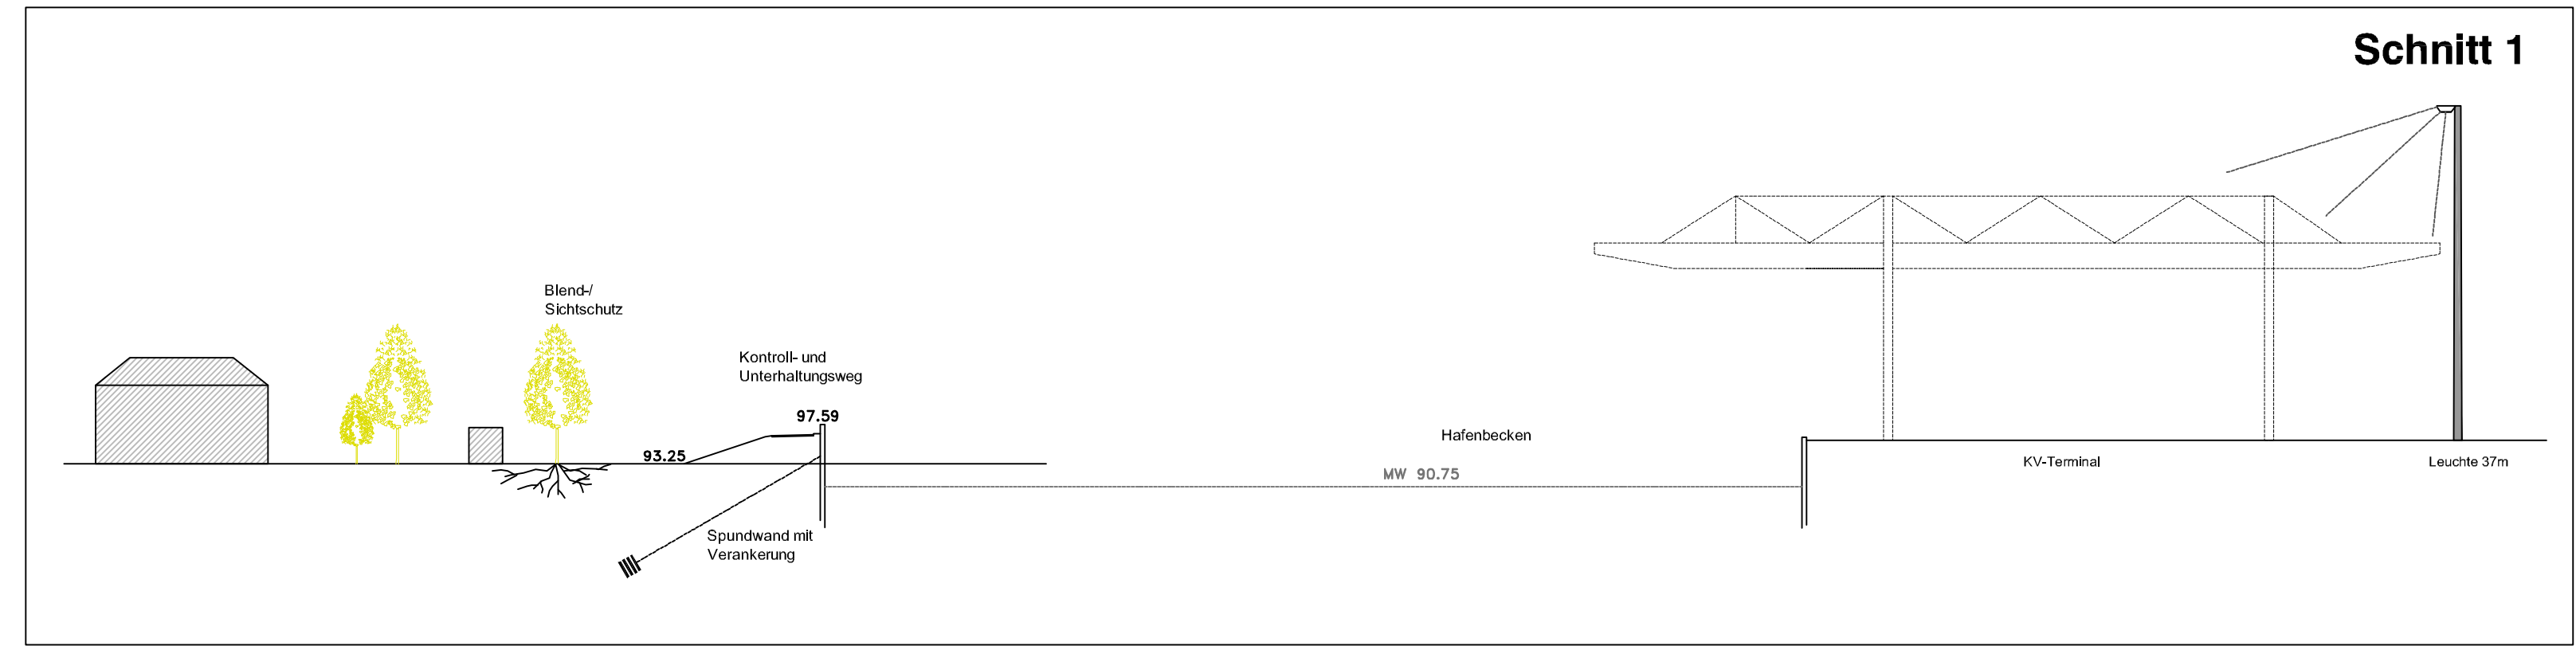 Schnitt 1
Blend-/
Sichtschutz
Kontroll- und
Unterhaltungsweg
97.59
93.25
Hafenbecken
MW 90.75
KV-Terminal
Leuchte 37m
Spundwand mit
Verankerung